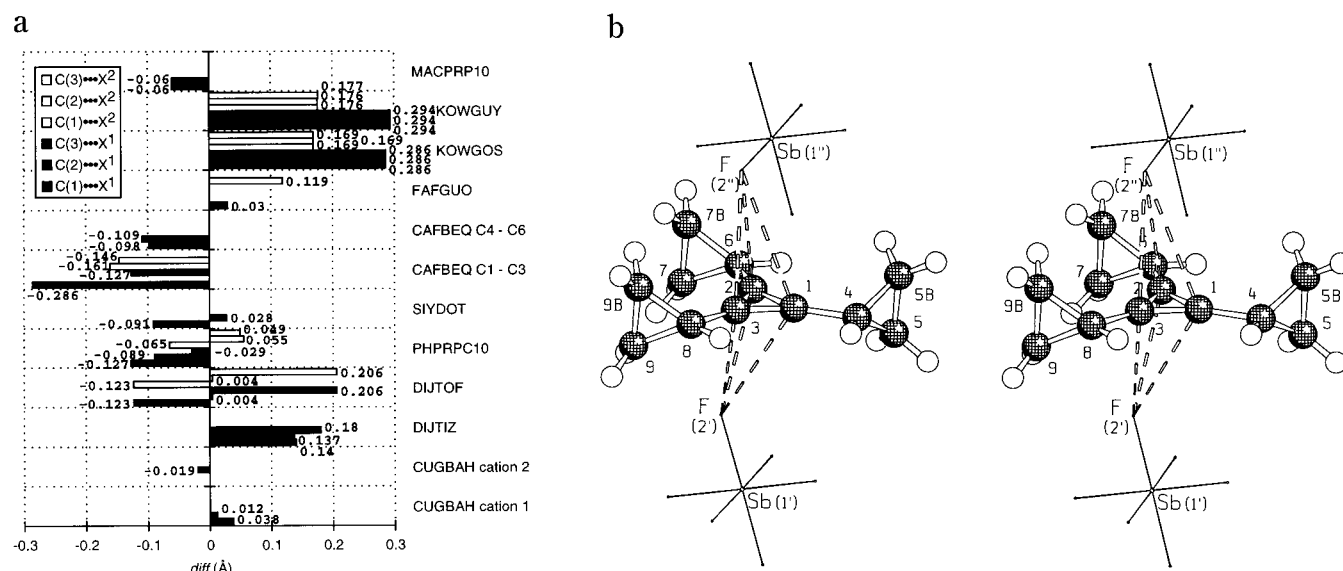 a
b
C(3)•••X2
C(2)•••X2
C(1)•••X2
C(3)•••X1
C(2)•••X1
C(1)•••X1
-0.06
-0.06
MACPRP10
0.177
0.176
0.176
0.294
0.294
0.294
KOWGUY
0.169
0.169
0.169
0.286
0.286
0.286
KOWGOS
0.119
0.03
FAFGUO
-0.109
-0.098
CAFBEQ C4 - C6
-0.146
-0.161
-0.127
-0.286
CAFBEQ C1 - C3
0.028
-0.091
SIYDOT
0.049
0.055
-0.065
-0.029
-0.089
-0.127
PHPRPC10
0.206
0.004
-0.123
0.206
0.004
-0.123
DIJTOF
0.18
0.137
0.14
DIJTIZ
-0.019
CUGBAH cation 2
0.012
0.038
CUGBAH cation 1
-0.3 -0.2 -0.1 0 0.1 0.2 0.3
diff (Å)
Sb(1'')
F
(2'')
7B
6
7
9B
2
1
3
4
5B
5
8
9
F
(2')
Sb(1')
Sb(1'')
F
(2'')
7B
7
9B
2
1
3
4
5B
5
8
9
F
(2')
Sb(1')